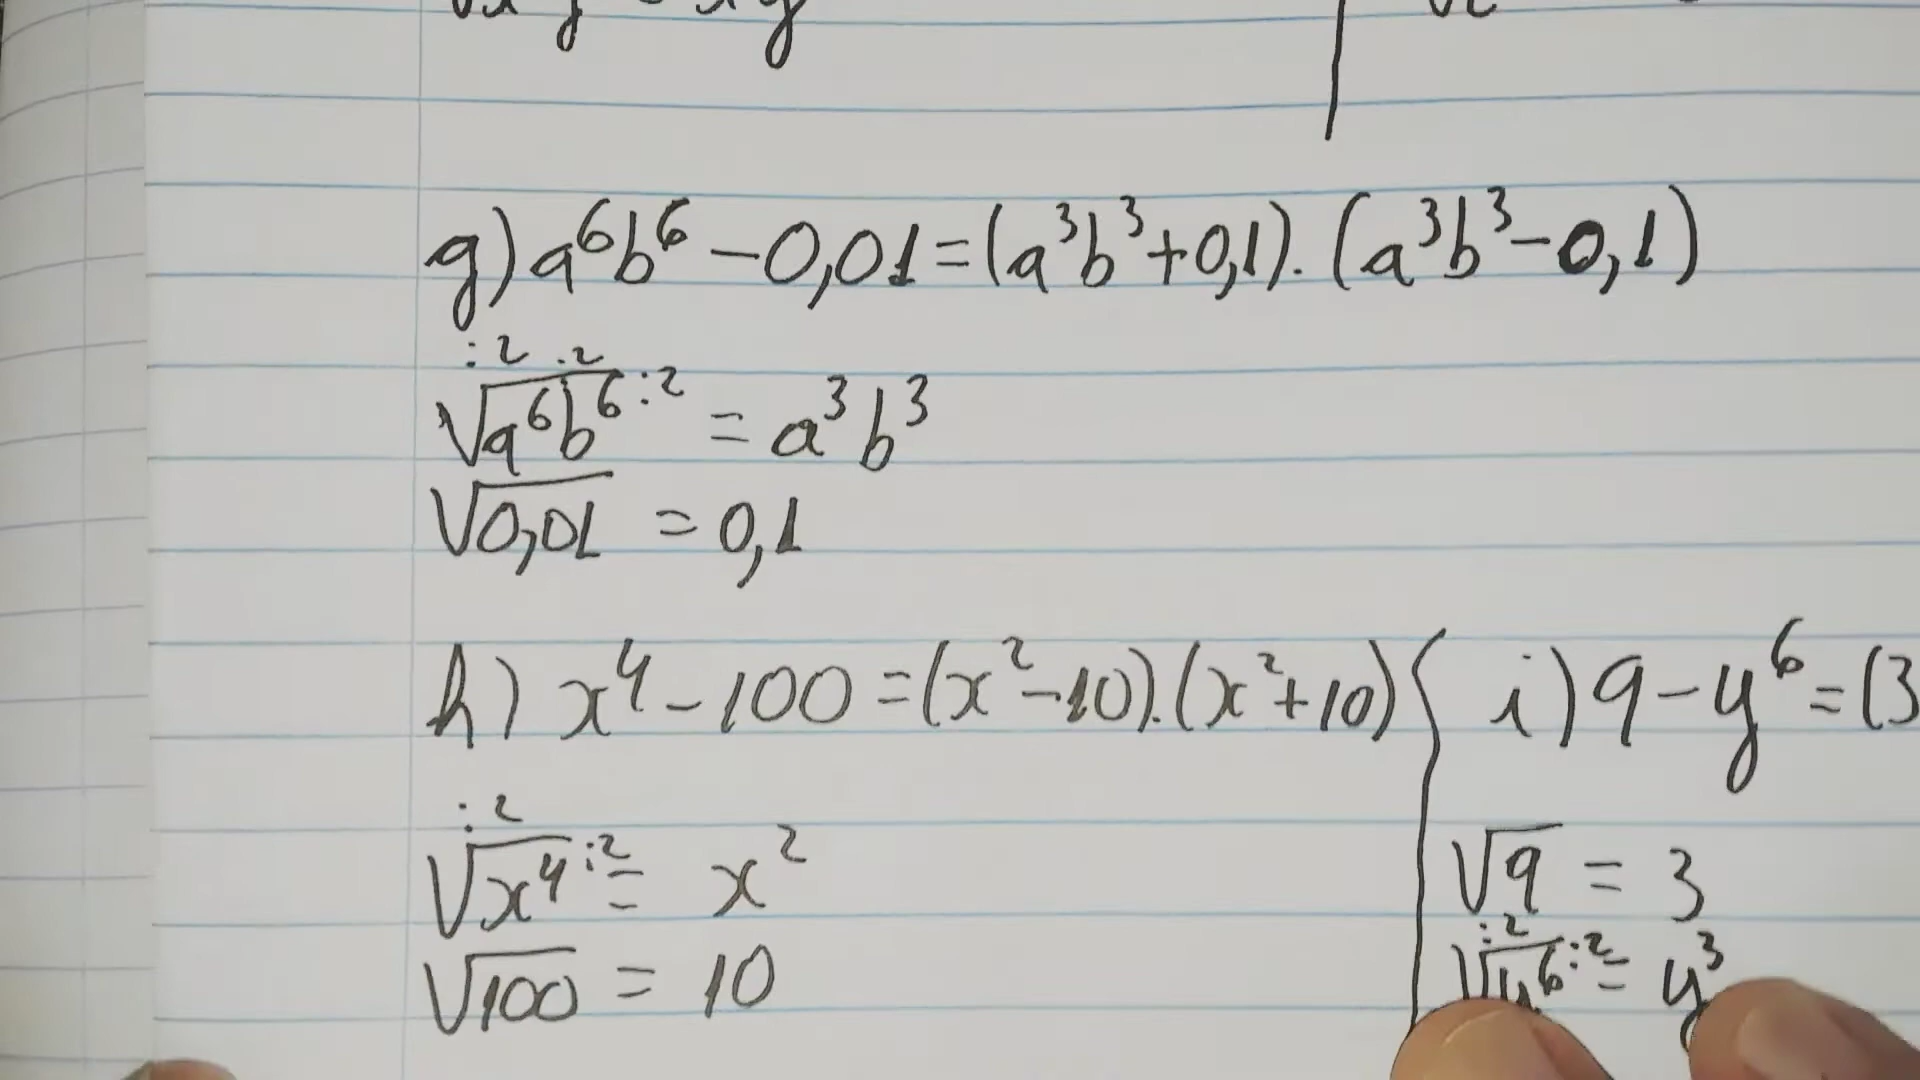 g) a⁶b⁶ - 0,01 = (a³b³ + 0,1) . (a³b³ - 0,1)
:2 :2
√a⁶b⁶ :2 = a³b³
√0,01 = 0,1
h) x⁴ - 100 = (x² - 10).(x² + 10)
:2
√x⁴ :2 = x²
√100 = 10
i) 9 - y⁶ = (3
√9 = 3
:2
√y⁶ :2 = y³